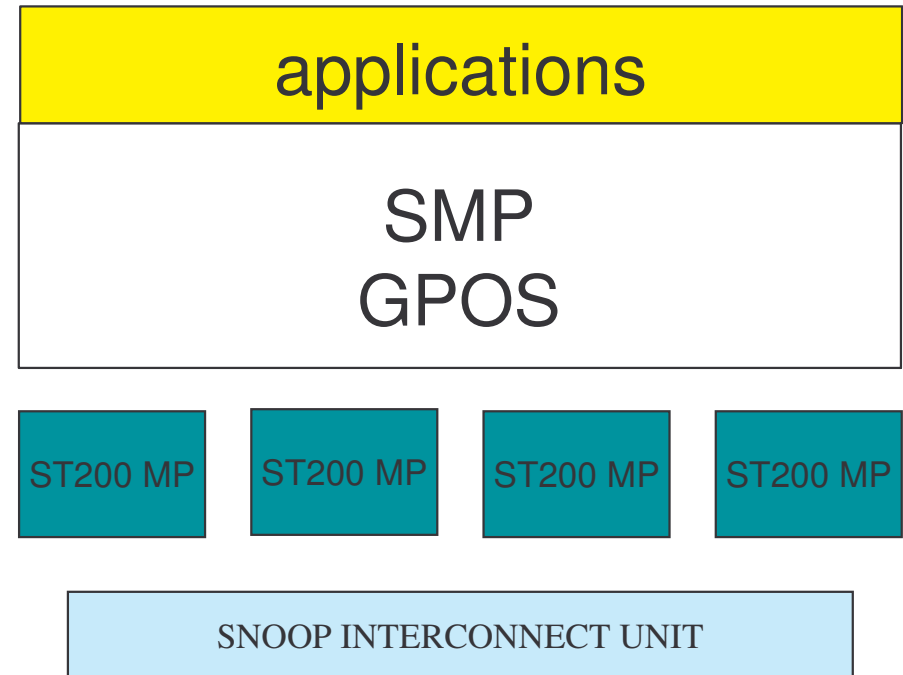 applications
SMP
GPOS
ST200 MP ST200 MP ST200 MP ST200 MP
SNOOP INTERCONNECT UNIT